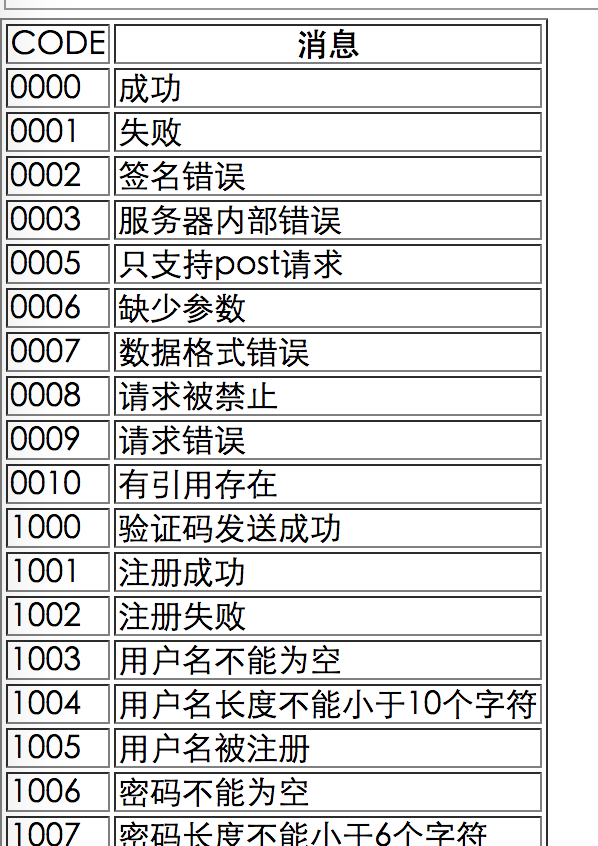 CODE 消息
0000 成功
0001 失败
0002 签名错误
0003 服务器内部错误
0005 只支持post请求
0006 缺少参数
0007 数据格式错误
0008 请求被禁止
0009 请求错误
0010 有引用存在
1000 验证码发送成功
1001 注册成功
1002 注册失败
1003 用户名不能为空
1004 用户名长度不能小于10个字符
1005 用户名被注册
1006 密码不能为空
1007 密码长度不能小于6个字符